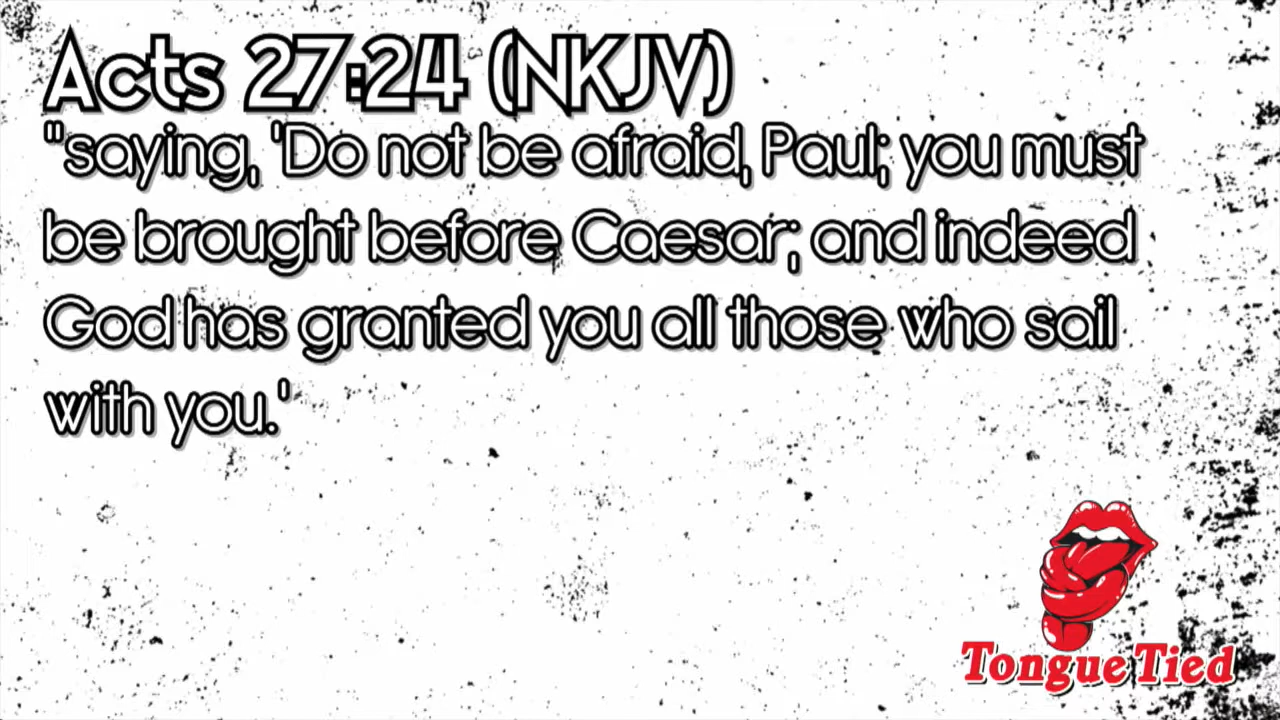 Acts 27:24 (NKJV)
"saying, 'Do not be afraid, Paul; you must
be brought before Caesar; and indeed
God has granted you all those who sail
with you.'
Tongue Tied